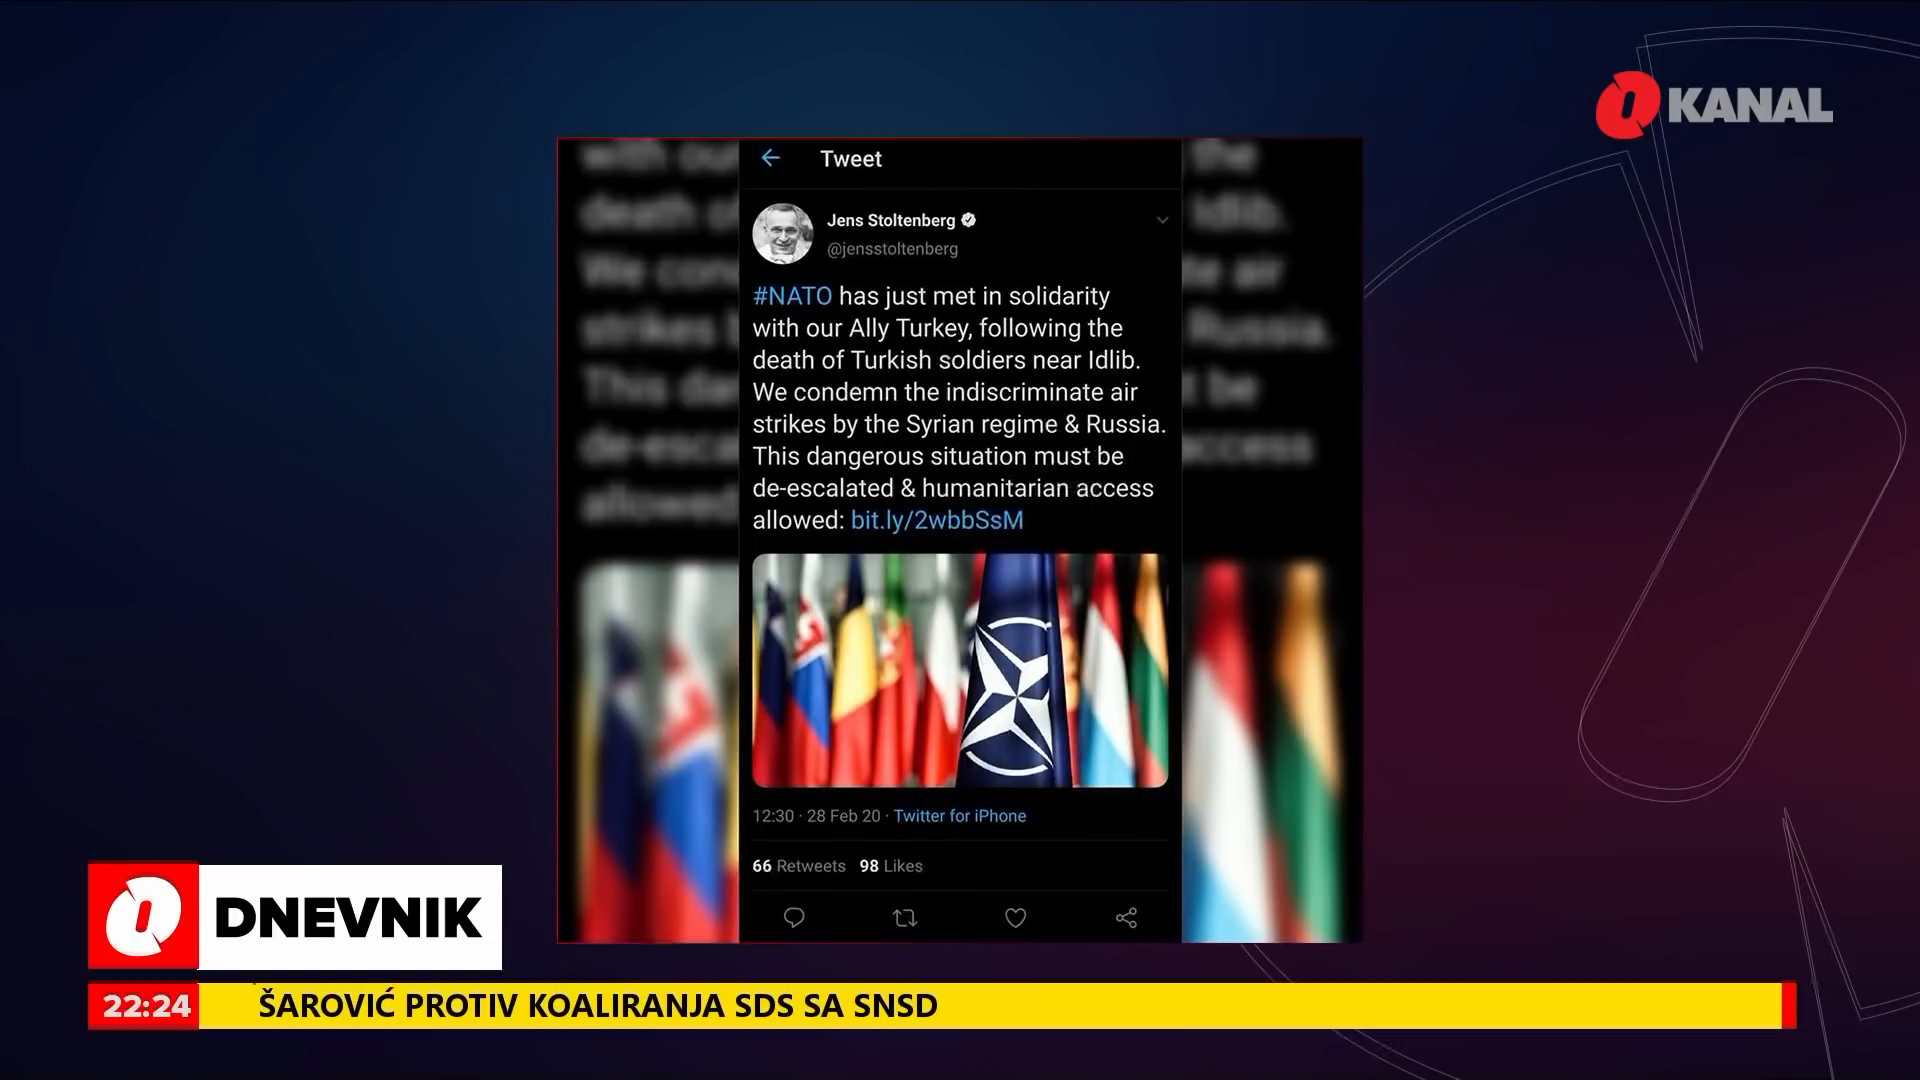 O KANAL
Tweet
Jens Stoltenberg
@jensstoltenberg
#NATO has just met in solidarity
with our Ally Turkey, following the
death of Turkish soldiers near Idlib.
We condemn the indiscriminate air
strikes by the Syrian regime & Russia.
This dangerous situation must be
de-escalated & humanitarian access
allowed: bit.ly/2wbbSsM
12:30 · 28 Feb 20 · Twitter for iPhone
66 Retweets 98 Likes
O DNEVNIK
22:24 ŠAROVIĆ PROTIV KOALIRANJA SDS SA SNSD